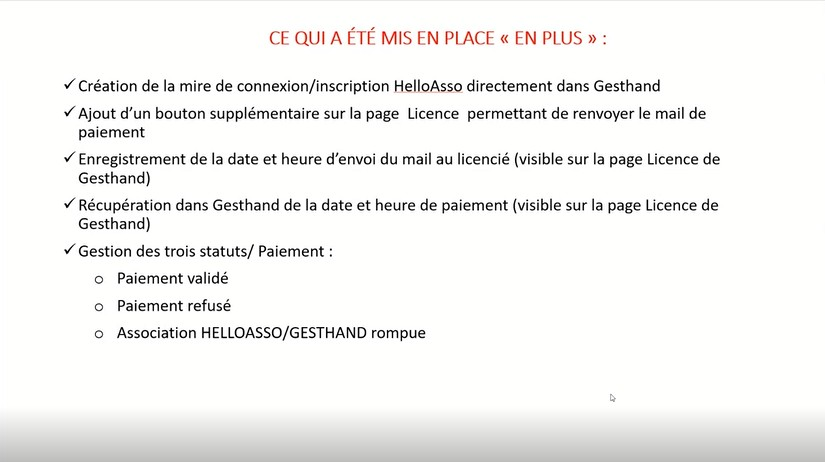 CE QUI A ÉTÉ MIS EN PLACE « EN PLUS » :
✓ Création de la mire de connexion/inscription HelloAsso directement dans Gesthand
✓ Ajout d’un bouton supplémentaire sur la page Licence permettant de renvoyer le mail de
paiement
✓ Enregistrement de la date et heure d’envoi du mail au licencié (visible sur la page Licence de
Gesthand)
✓ Récupération dans Gesthand de la date et heure de paiement (visible sur la page Licence de
Gesthand)
✓ Gestion des trois statuts/ Paiement :
o Paiement validé
o Paiement refusé
o Association HELLOASSO/GESTHAND rompue